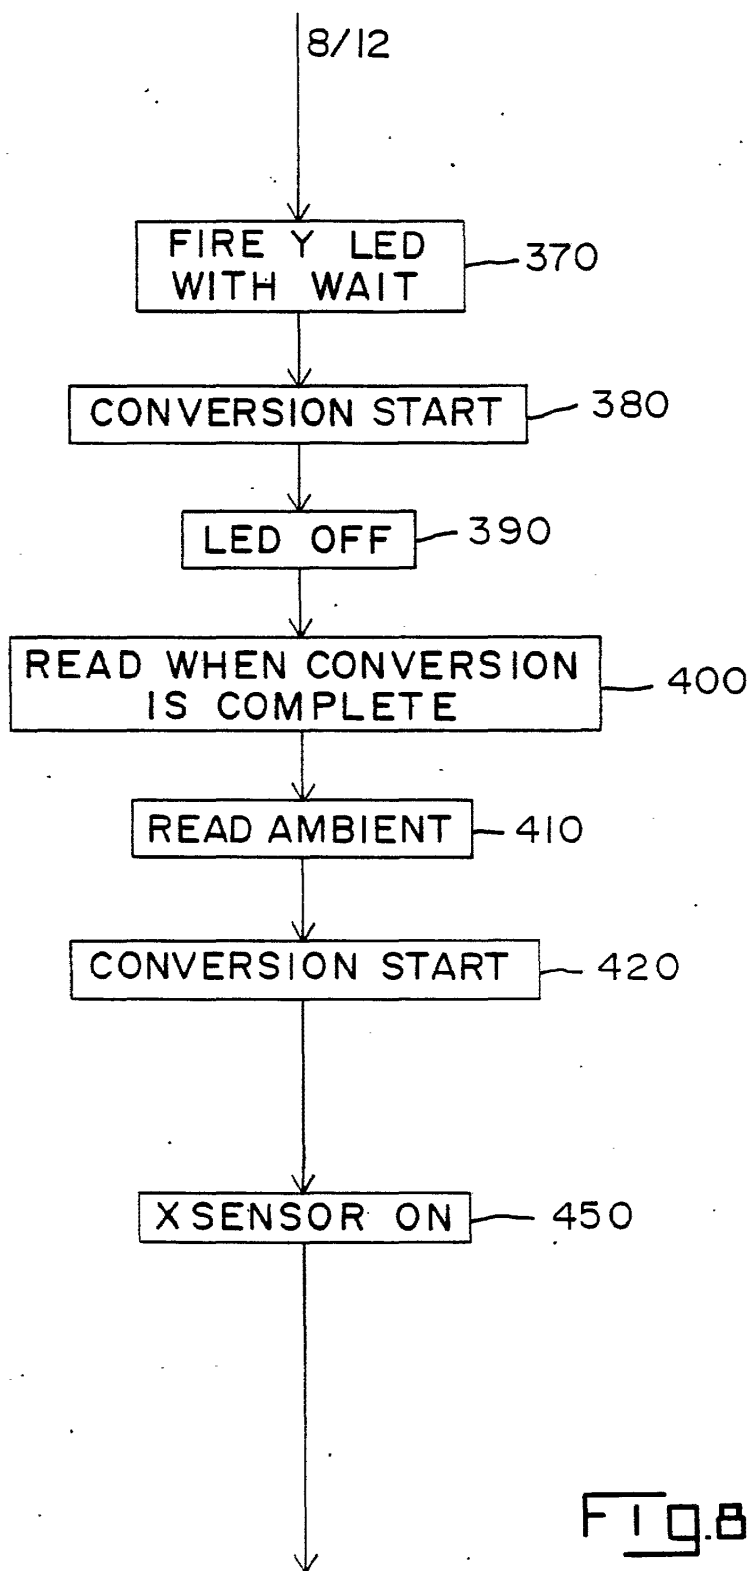 8/12
FIRE Y LED
WITH WAIT
370
CONVERSION START
380
LED OFF
390
READ WHEN CONVERSION
IS COMPLETE
400
READ AMBIENT
410
CONVERSION START
420
X SENSOR ON
450
Fig.8